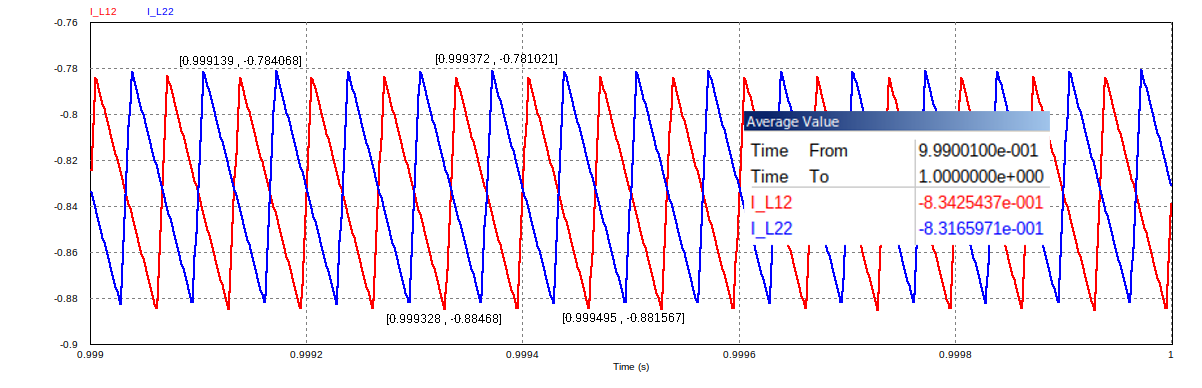 I_L12 I_L22
-0.76
[0.999139 , -0.784068] [0.999372 , -0.781021]
-0.78
-0.8
Average Value
-0.82
Time From 9.9900100e-001
Time To 1.0000000e+000
-0.84
I_L12 -8.3425437e-001
I_L22 -8.3165971e-001
-0.86
-0.88
[0.999328 , -0.88468] [0.999495 , -0.881567]
-0.9
0.999 0.9992 0.9994 0.9996 0.9998 1
Time (s)